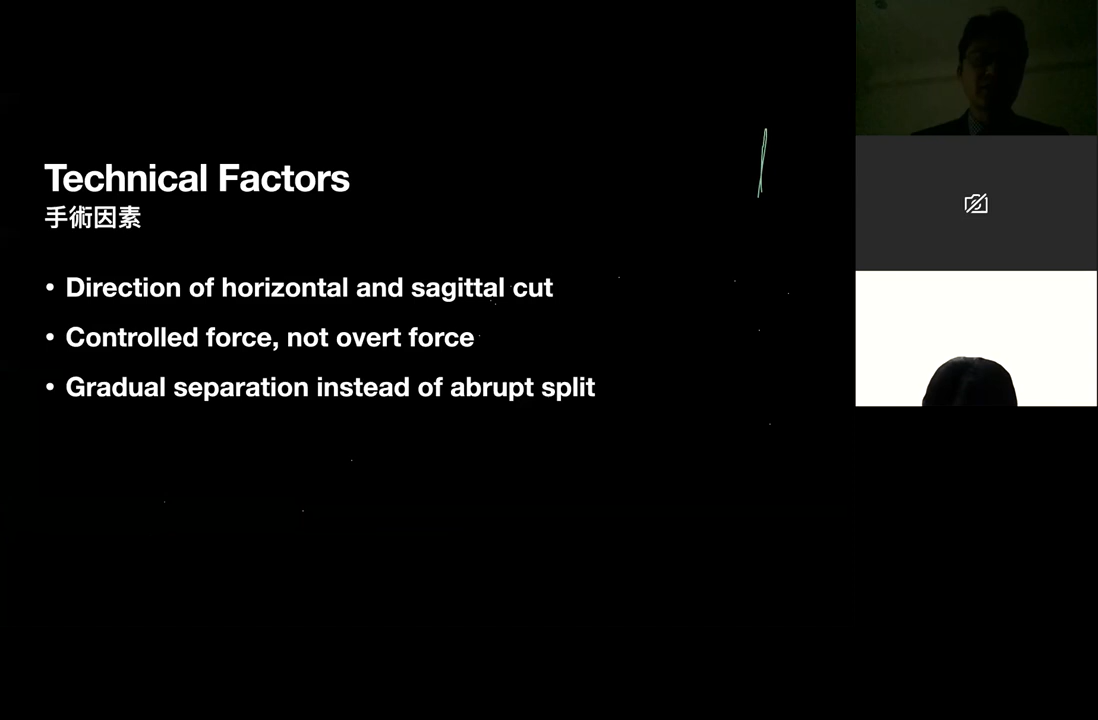 Technical Factors
手術因素
• Direction of horizontal and sagittal cut
• Controlled force, not overt force
• Gradual separation instead of abrupt split